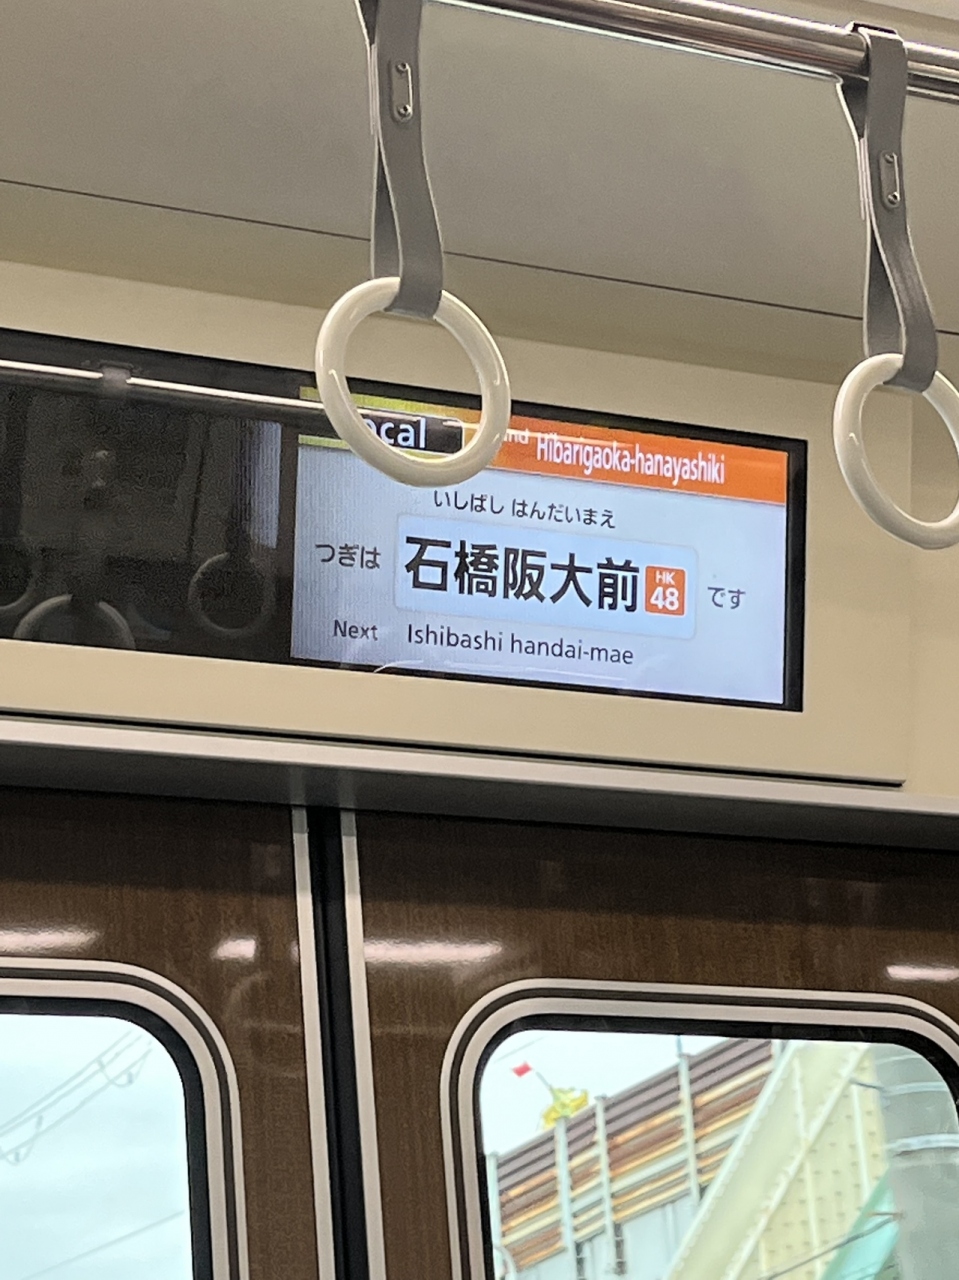 ocal Hibarigaoka-hanayashiki
いしばし はんだいまえ
つぎは 石橋阪大前 HK 48 です
Next Ishibashi handai-mae